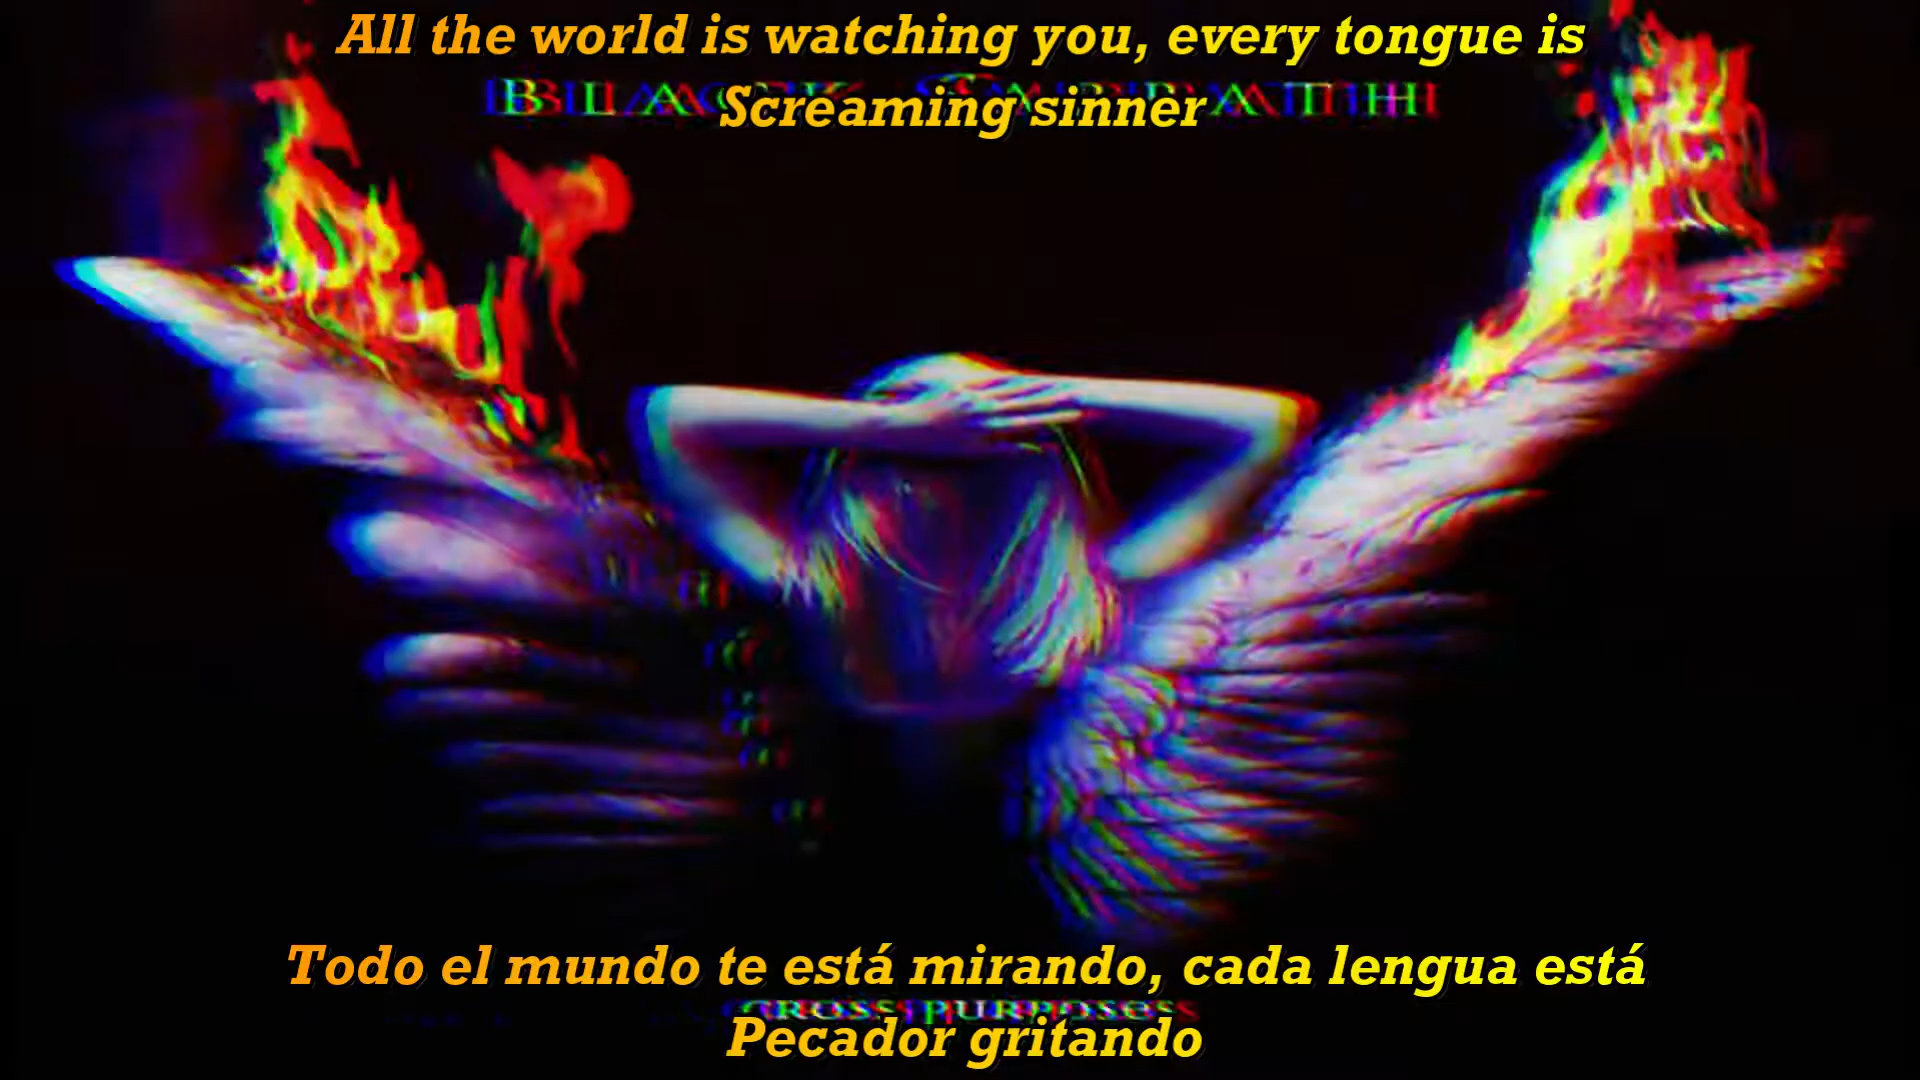 All the world is watching you, every tongue is
BLACK SABBATH
Screaming sinner
Todo el mundo te está mirando, cada lengua está
cross purposes
Pecador gritando